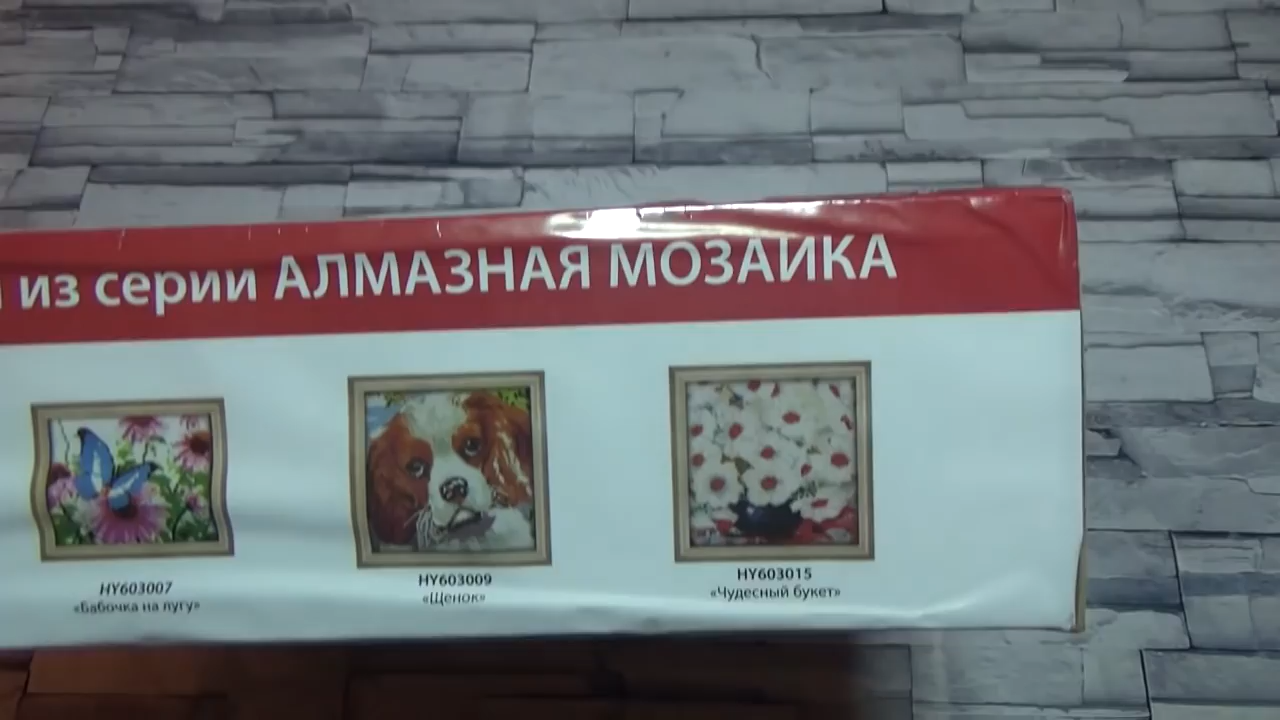 из серии АЛМАЗНАЯ МОЗАИКА
HY603007
«Бабочка на лугу»
HY603009
«Щенок»
HY603015
«Чудесный букет»